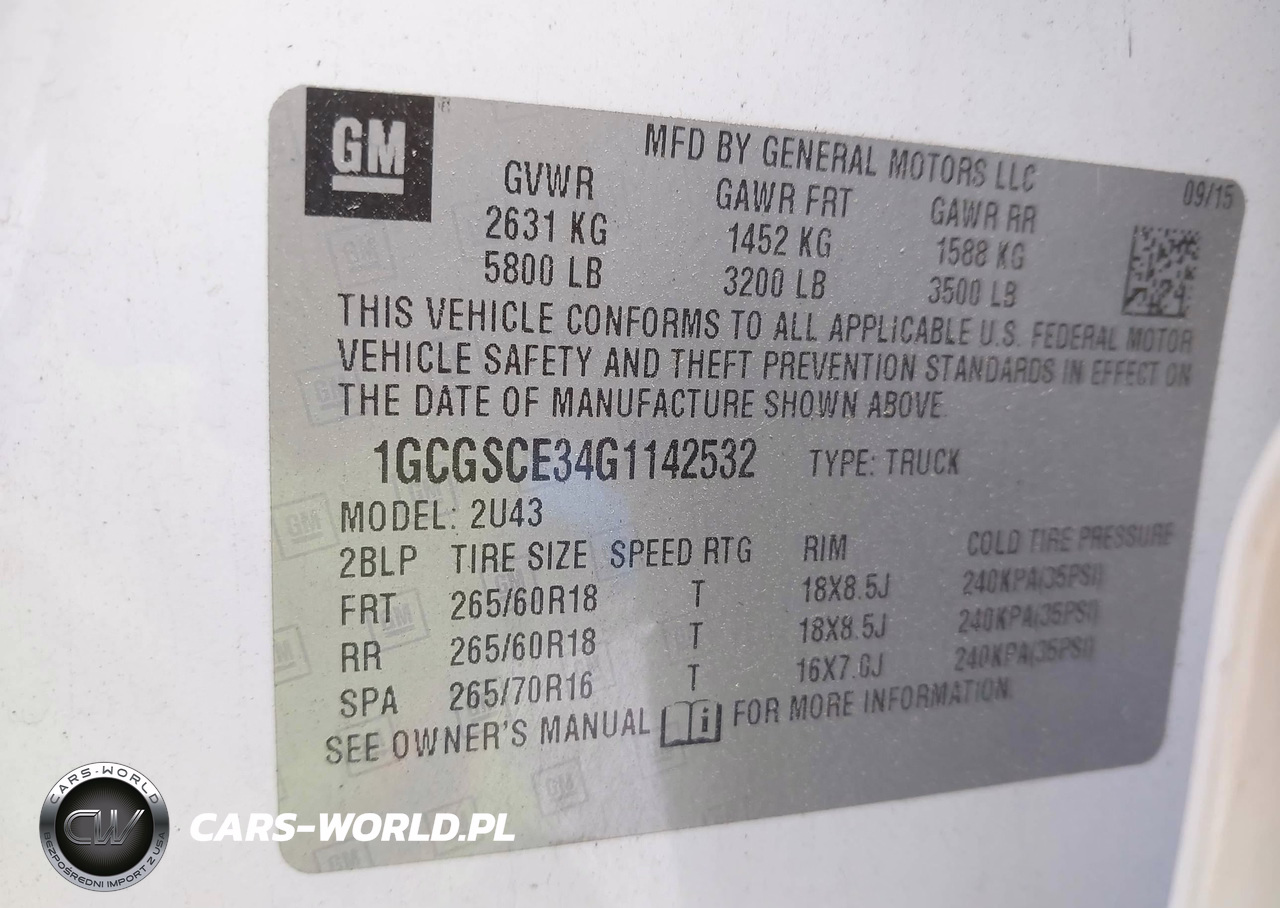 GM
MFD BY GENERAL MOTORS LLC
09/15
GVWR GAWR FRT GAWR RR
2631 KG 1452 KG 1588 KG
5800 LB 3200 LB 3500 LB
THIS VEHICLE CONFORMS TO ALL APPLICABLE U.S. FEDERAL MOTOR
VEHICLE SAFETY AND THEFT PREVENTION STANDARDS IN EFFECT ON
THE DATE OF MANUFACTURE SHOWN ABOVE.
1GCGSCE34G1142532 TYPE: TRUCK
MODEL: 2U43
2BLP TIRE SIZE SPEED RTG RIM COLD TIRE PRESSURE
FRT 265/60R18 T 18X8.5J 240KPA(35PSI)
RR 265/60R18 T 18X8.5J 240KPA(35PSI)
SPA 265/70R16 T 16X7.0J 240KPA(35PSI)
SEE OWNER'S MANUAL i FOR MORE INFORMATION.
CARS-WORLD
CW
BEZPOŚREDNI IMPORT Z USA
CARS-WORLD.PL